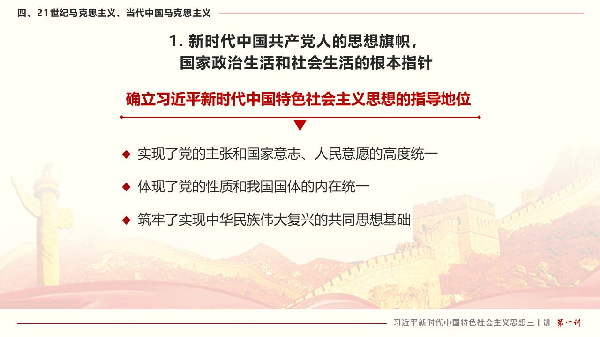 四、21世纪马克思主义、当代中国马克思主义
1. 新时代中国共产党人的思想旗帜，
国家政治生活和社会生活的根本指针
确立习近平新时代中国特色社会主义思想的指导地位
◆ 实现了党的主张和国家意志、人民意愿的高度统一
◆ 体现了党的性质和我国国体的内在统一
◆ 筑牢了实现中华民族伟大复兴的共同思想基础
习近平新时代中国特色社会主义思想三十讲 第一讲